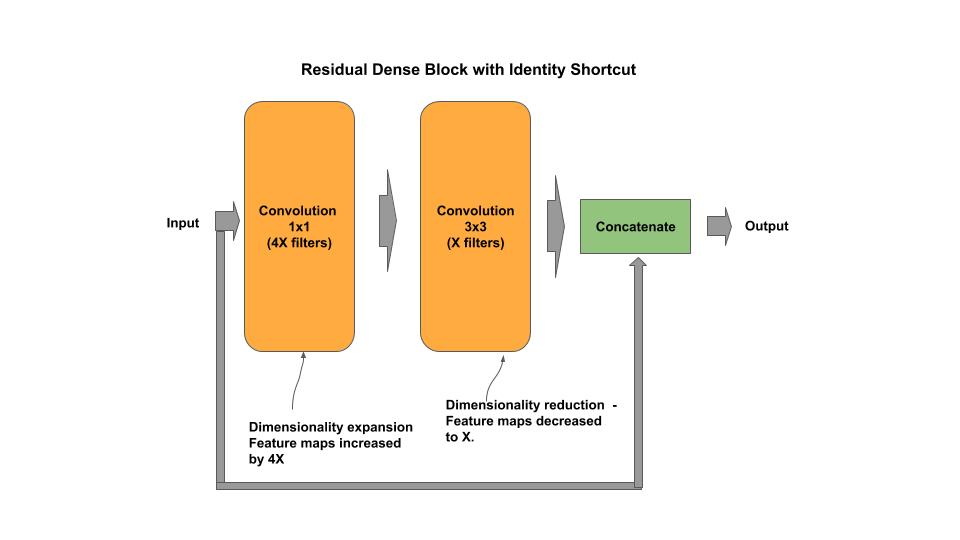 Residual Dense Block with Identity Shortcut
Input
Convolution
1x1
(4X filters)
Convolution
3x3
(X filters)
Concatenate
Output
Dimensionality expansion
Feature maps increased
by 4X
Dimensionality reduction -
Feature maps decreased
to X.